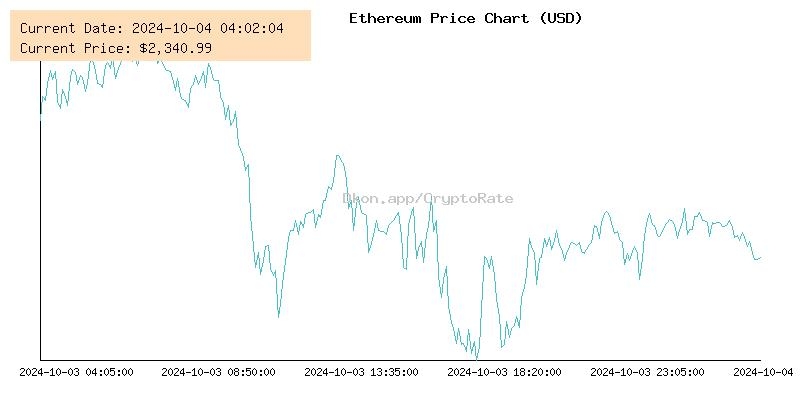 Ethereum Price Chart (USD)
Current Date: 2024-10-04 04:02:04
Current Price: $2,340.99
Dkon.app/CryptoRate
2024-10-03 04:05:00 2024-10-03 08:50:00 2024-10-03 13:35:00 2024-10-03 18:20:00 2024-10-03 23:05:00 2024-10-04